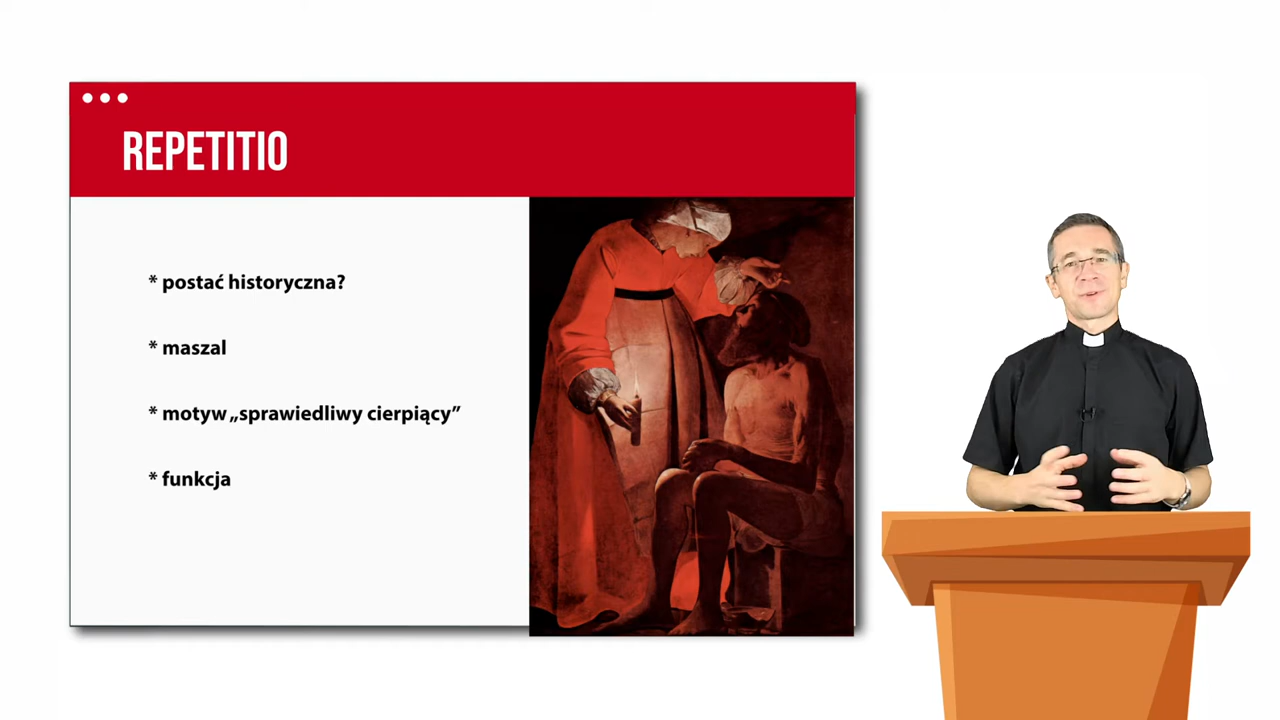 REPETITIO
* postać historyczna?
* maszal
* motyw „sprawiedliwy cierpiący”
* funkcja